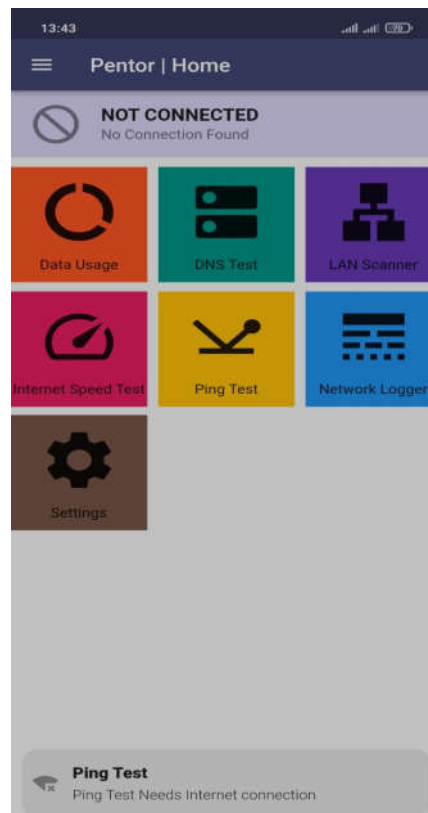 13:43
Pentor | Home
NOT CONNECTED
No Connection Found
Data Usage
DNS Test
LAN Scanner
Internet Speed Test
Ping Test
Network Logger
Settings
Ping Test
Ping Test Needs Internet connection